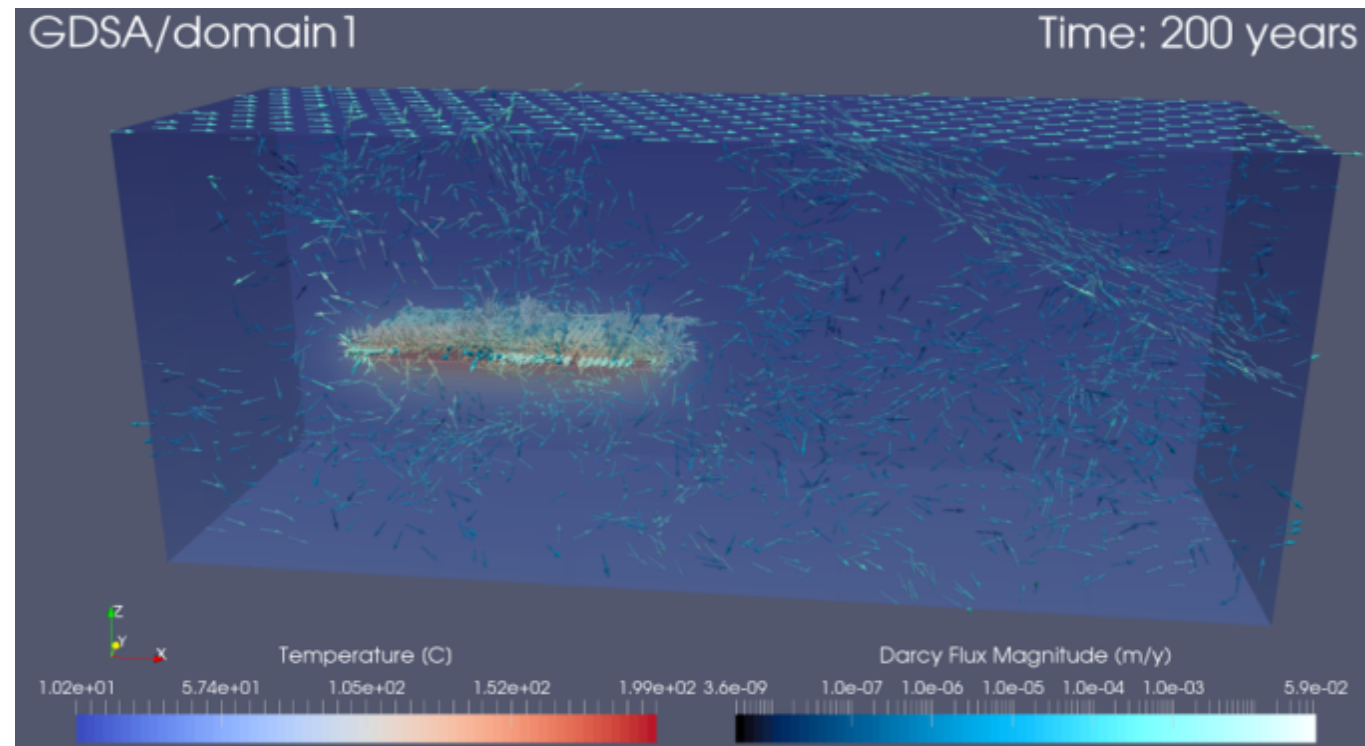 GDSA/domain1
Time: 200 years
Z
Y
X
Temperature (C)
1.02e+01 5.74e+01 1.05e+02 1.52e+02 1.99e+02
Darcy Flux Magnitude (m/y)
3.6e-09 1.0e-07 1.0e-06 1.0e-05 1.0e-04 1.0e-03 5.9e-02